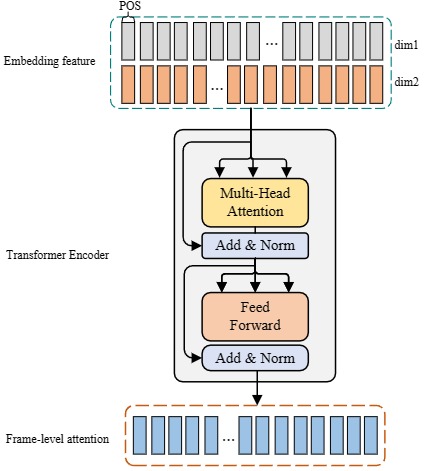 POS
...
dim1
Embedding feature
...
dim2
Multi-Head
Attention
Transformer Encoder
Add & Norm
Feed
Forward
Add & Norm
Frame-level attention
...